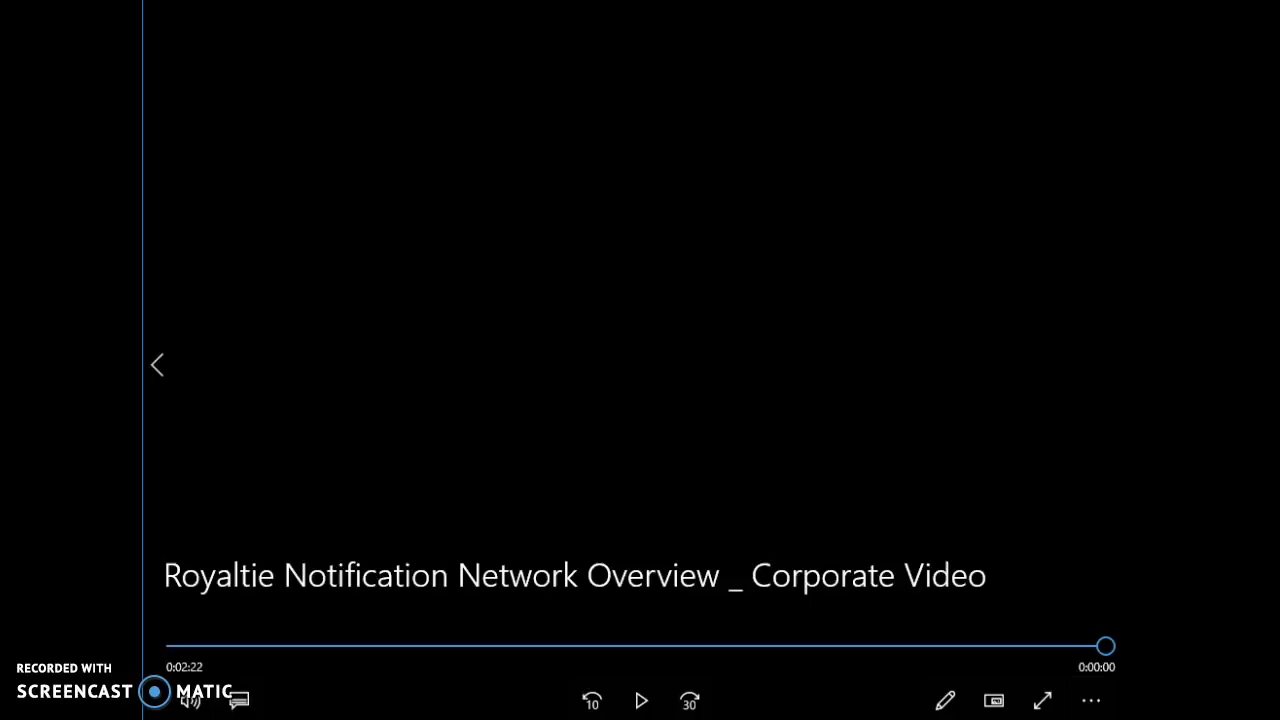 Royaltie Notification Network Overview _ Corporate Video
0:02:22
0:00:00
RECORDED WITH
SCREENCAST MATIC
10
30